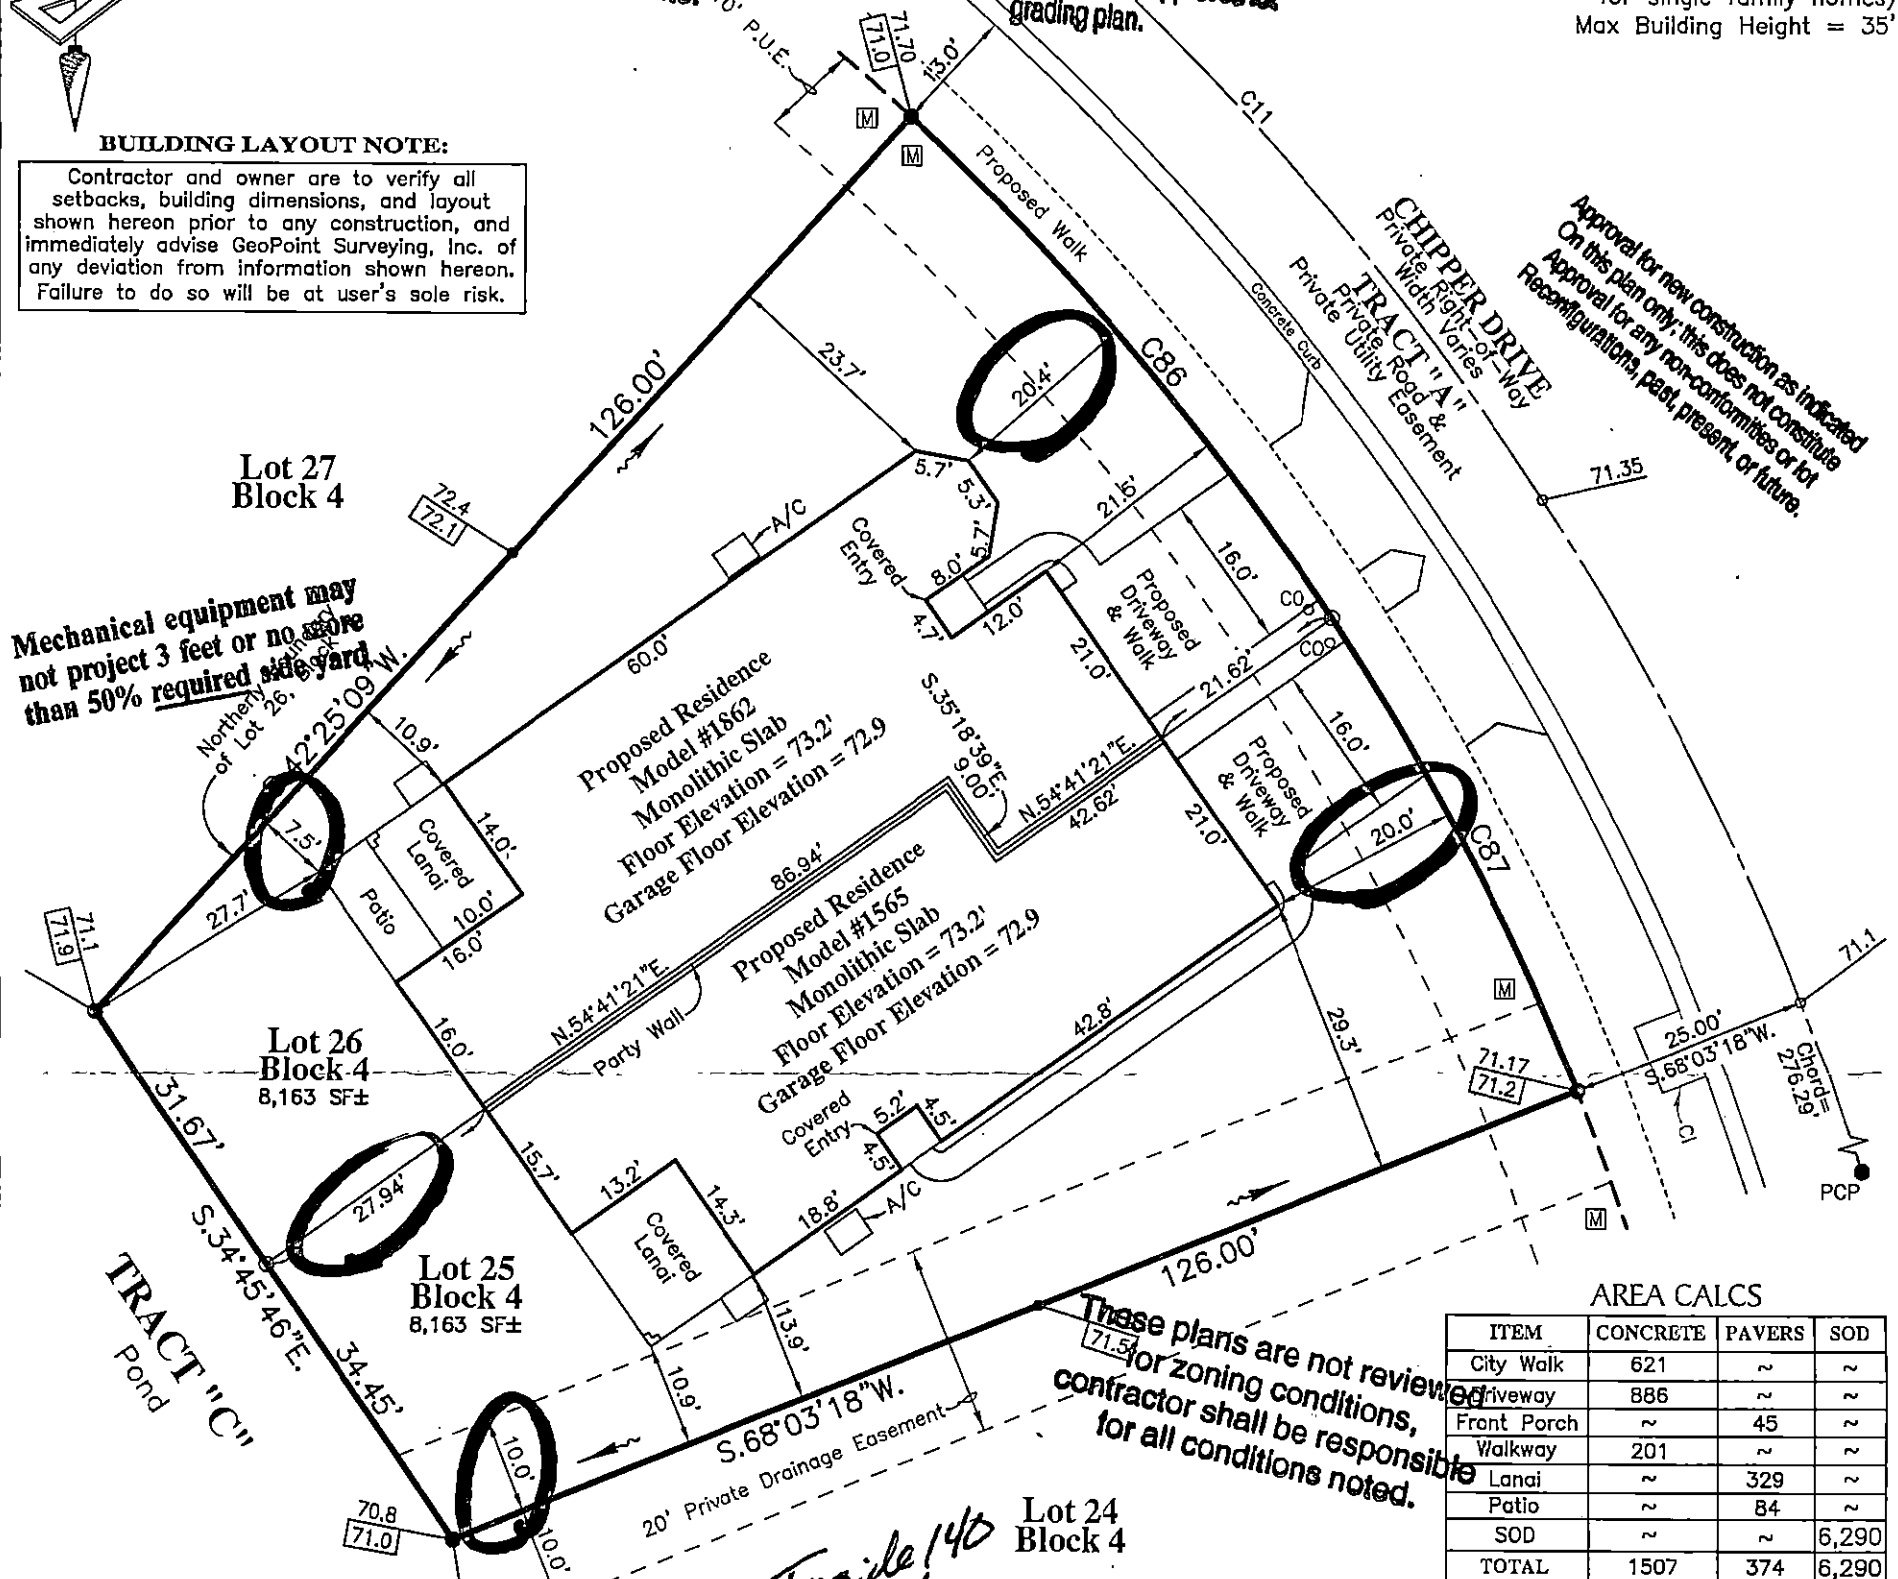 grading plan.
Max Building Height = 35'
10' P.U.E.
71.70
71.0
13.0'
C11
BUILDING LAYOUT NOTE:
Contractor and owner are to verify all
setbacks, building dimensions, and layout
shown hereon prior to any construction, and
immediately advise GeoPoint Surveying, Inc. of
any deviation from information shown hereon.
Failure to do so will be at user's sole risk.
M
M
Proposed Walk
Concrete Curb
CHIPPER DRIVE
Private Right-of-Way
Width Varies
TRACT "A"
Private Road &
Private Utility Easement
Approval for new construction as indicated
On this plan only; this does not constitute
Approval for any non-conformities or lot
Reconfigurations, past, present, or future.
71.35
126.00'
23.7'
20.4'
C86
Lot 27
Block 4
72.4
72.1
A/C
5.7'
5.3'
5.7'
21.6'
Covered
Entry
8.0'
4.7'
12.0'
16.0'
CO
CO
Proposed
Driveway
& Walk
21.0'
21.62'
Mechanical equipment may
not project 3 feet or no more
than 50% required side yard
Northerly
of Lot 26,
42°25'09"W.
60.0'
10.9'
Proposed Residence
Model #1862
Monolithic Slab
Floor Elevation = 73.2'
Garage Floor Elevation = 72.9
S.35°18'39"E.
9.00'
N.54°41'21"E.
42.62'
16.0'
Proposed
Driveway
& Walk
21.0'
20.0'
C87
7.5'
27.7'
Covered
Lanai
14.0'
Patio
10.0'
16.0'
86.94'
N.54°41'21"E.
Party Wall
Proposed Residence
Model #1565
Monolithic Slab
Floor Elevation = 73.2'
Garage Floor Elevation = 72.9
71.1
71.9
Lot 26
Block 4
8,163 SF±
16.0'
42.8'
29.3'
M
71.17
71.2
25.00'
S.68°03'18"W.
71.1
Chord=
276.29'
CI
PCP
M
31.67'
27.94'
15.7'
13.2'
14.3'
Covered
Lanai
Covered
Entry
5.2'
4.5'
4.5'
18.8'
A/C
S.34°45'46"E.
Lot 25
Block 4
8,163 SF±
TRACT "C"
Pond
34.45'
10.9'
13.9'
126.00'
71.5
S.68°03'18"W.
20' Private Drainage Easement
10.0'
10.0'
70.8
71.0
These plans are not reviewed
for zoning conditions,
contractor shall be responsible
for all conditions noted.
Lot 24
Block 4
140
AREA CALCS
ITEM CONCRETE PAVERS SOD
City Walk 621 ~ ~
Driveway 886 ~ ~
Front Porch ~ 45 ~
Walkway 201 ~ ~
Lanai ~ 329 ~
Patio ~ 84 ~
SOD ~ ~ 6,290
TOTAL 1507 374 6,290